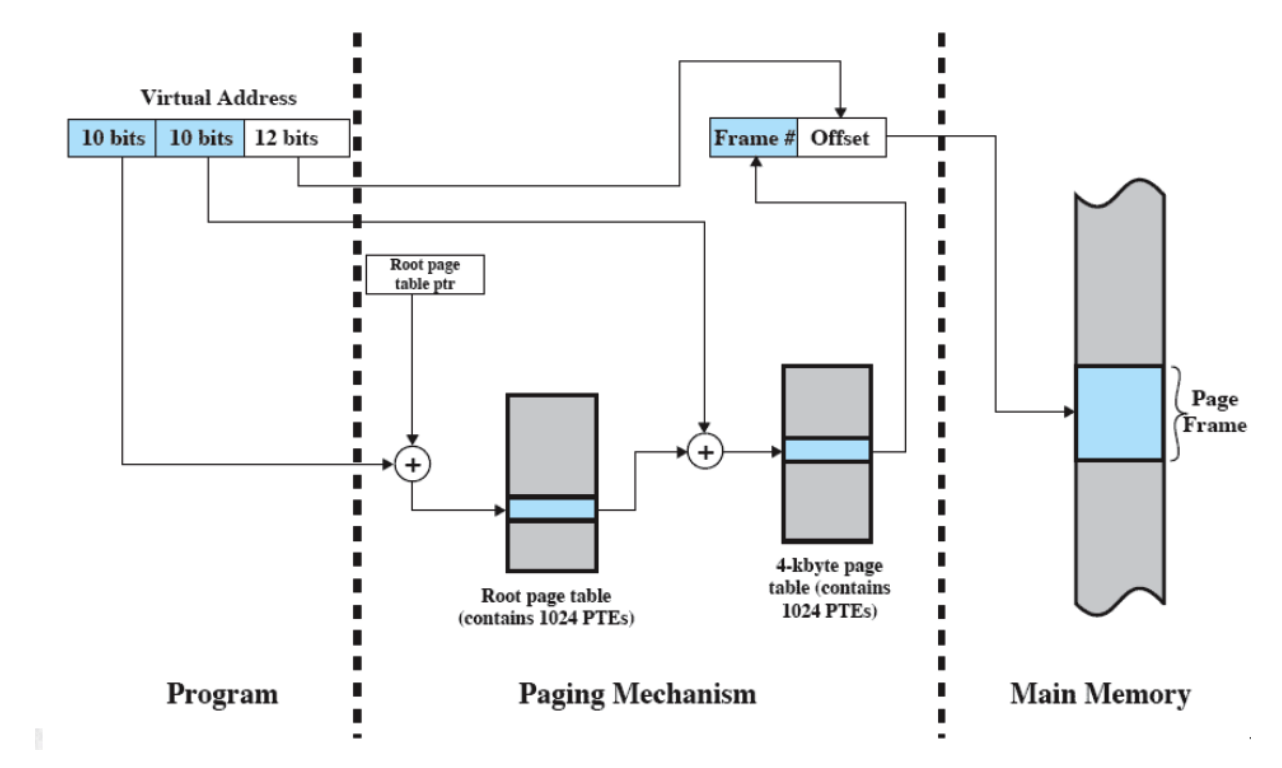 Virtual Address
10 bits 10 bits 12 bits
Frame # Offset
Root page
table ptr
+
+
Page
Frame
4-kbyte page
table (contains
1024 PTEs)
Root page table
(contains 1024 PTEs)
Program
Paging Mechanism
Main Memory